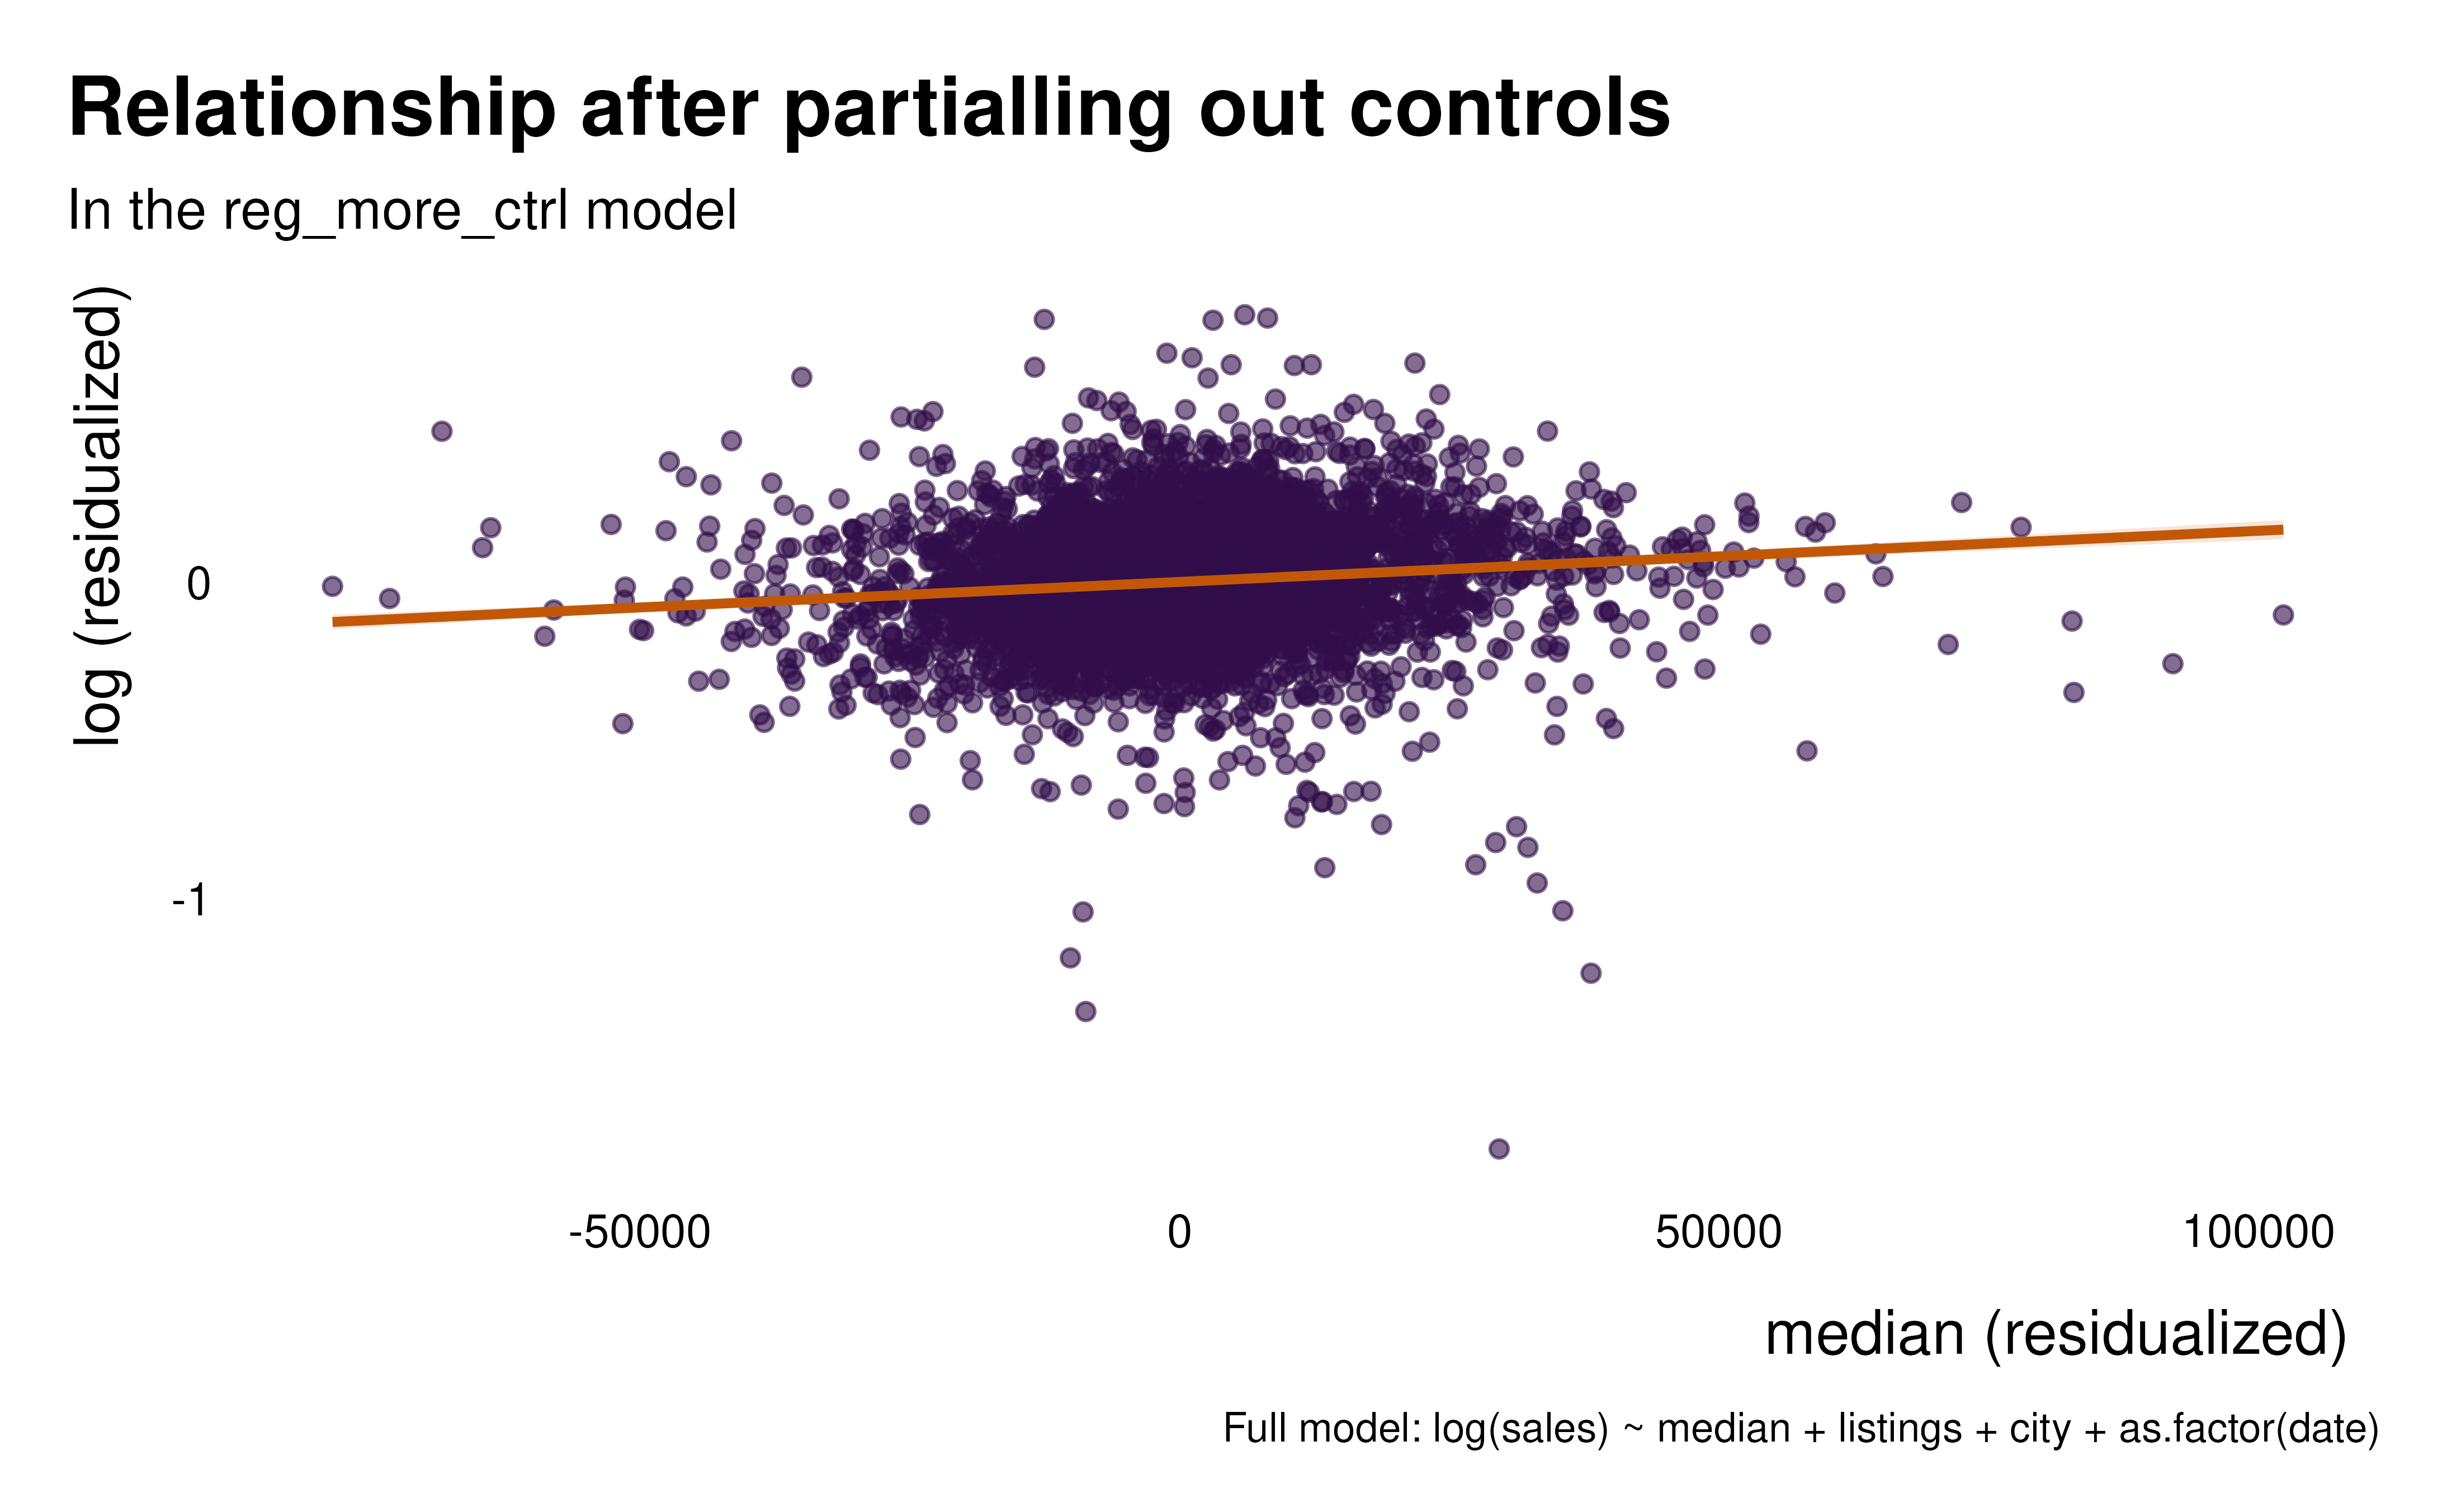 Relationship after partialling out controls
In the reg_more_ctrl model
log (residualized)
0
-1
-50000 0 50000 100000
median (residualized)
Full model: log(sales) ~ median + listings + city + as.factor(date)